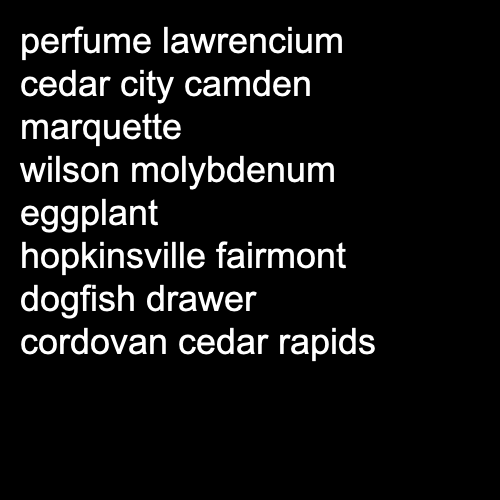 perfume lawrencium
cedar city camden
marquette
wilson molybdenum
eggplant
hopkinsville fairmont
dogfish drawer
cordovan cedar rapids